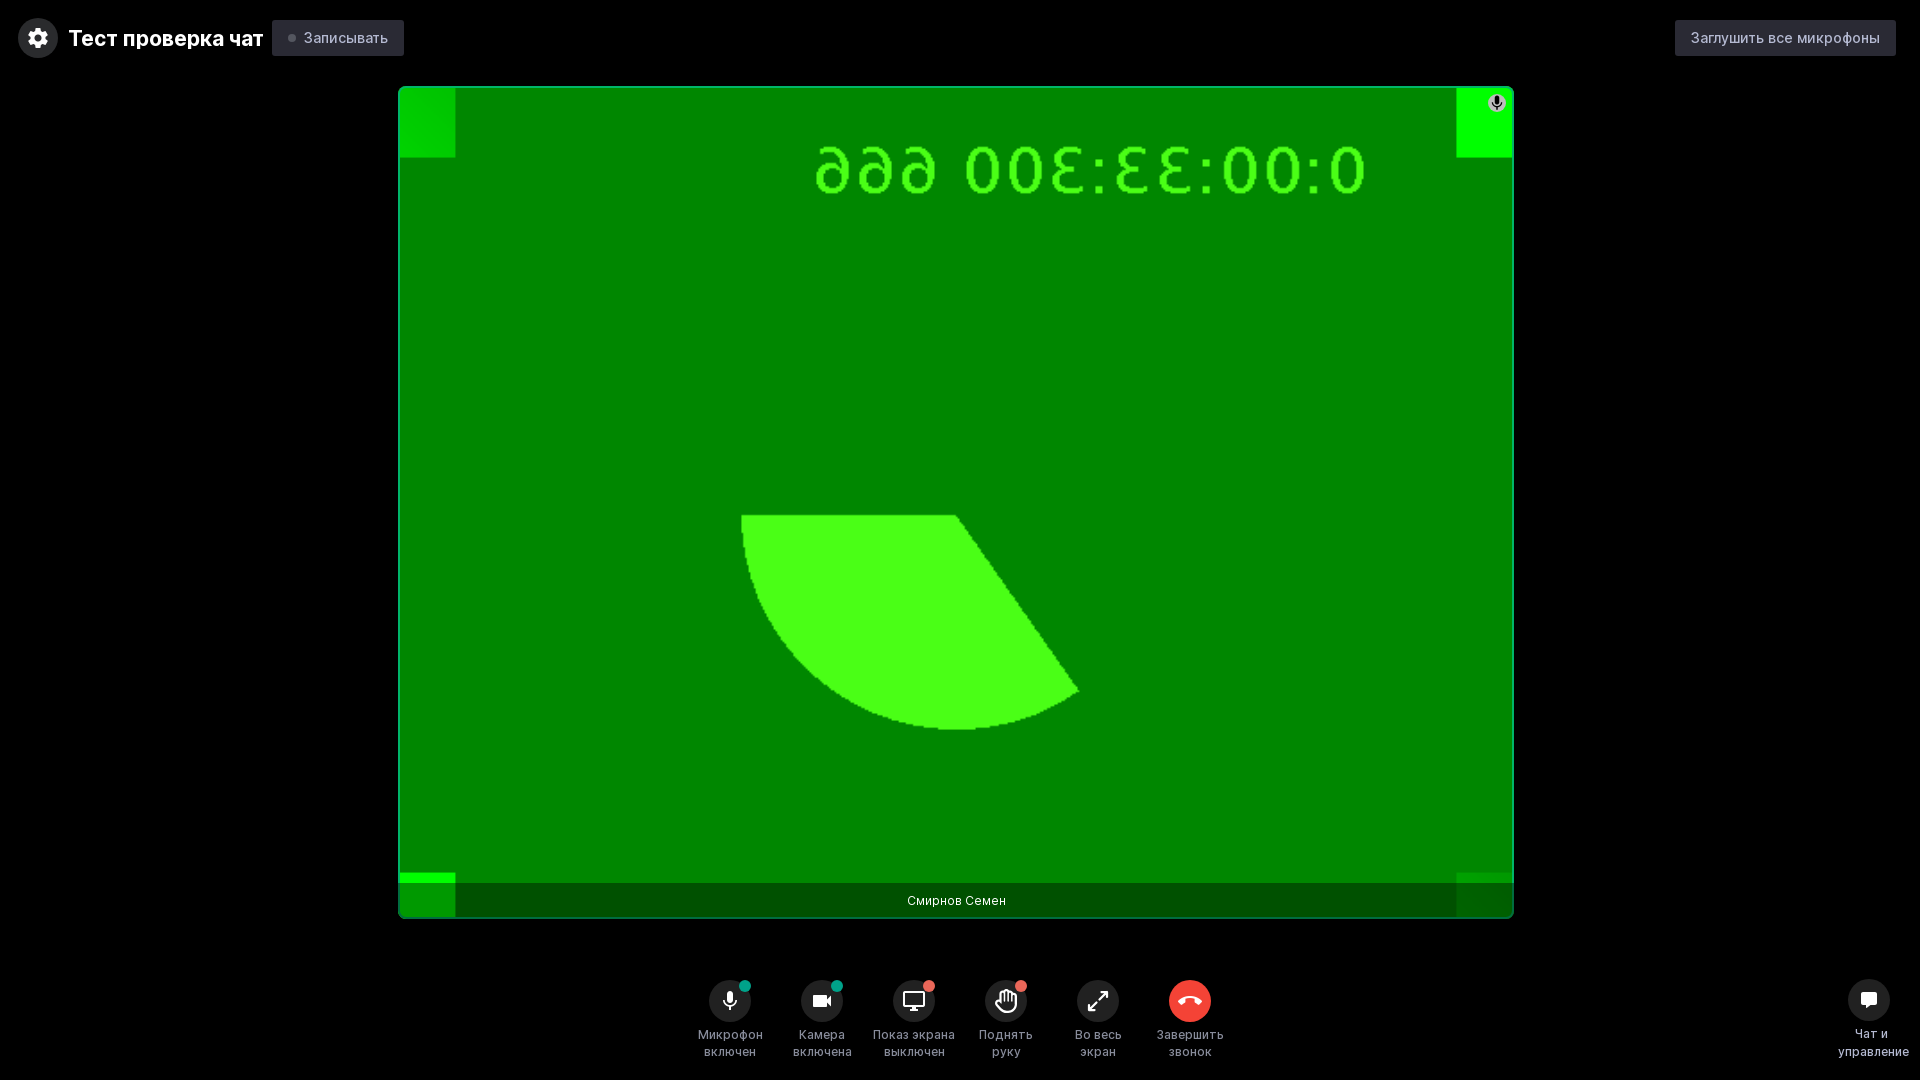 Тест проверка чат
Записывать
Заглушить все микрофоны
0:00:33:300 666
Смирнов Семен
Микрофон включен
Камера включена
Показ экрана выключен
Поднять руку
Во весь экран
Завершить звонок
Чат и управление